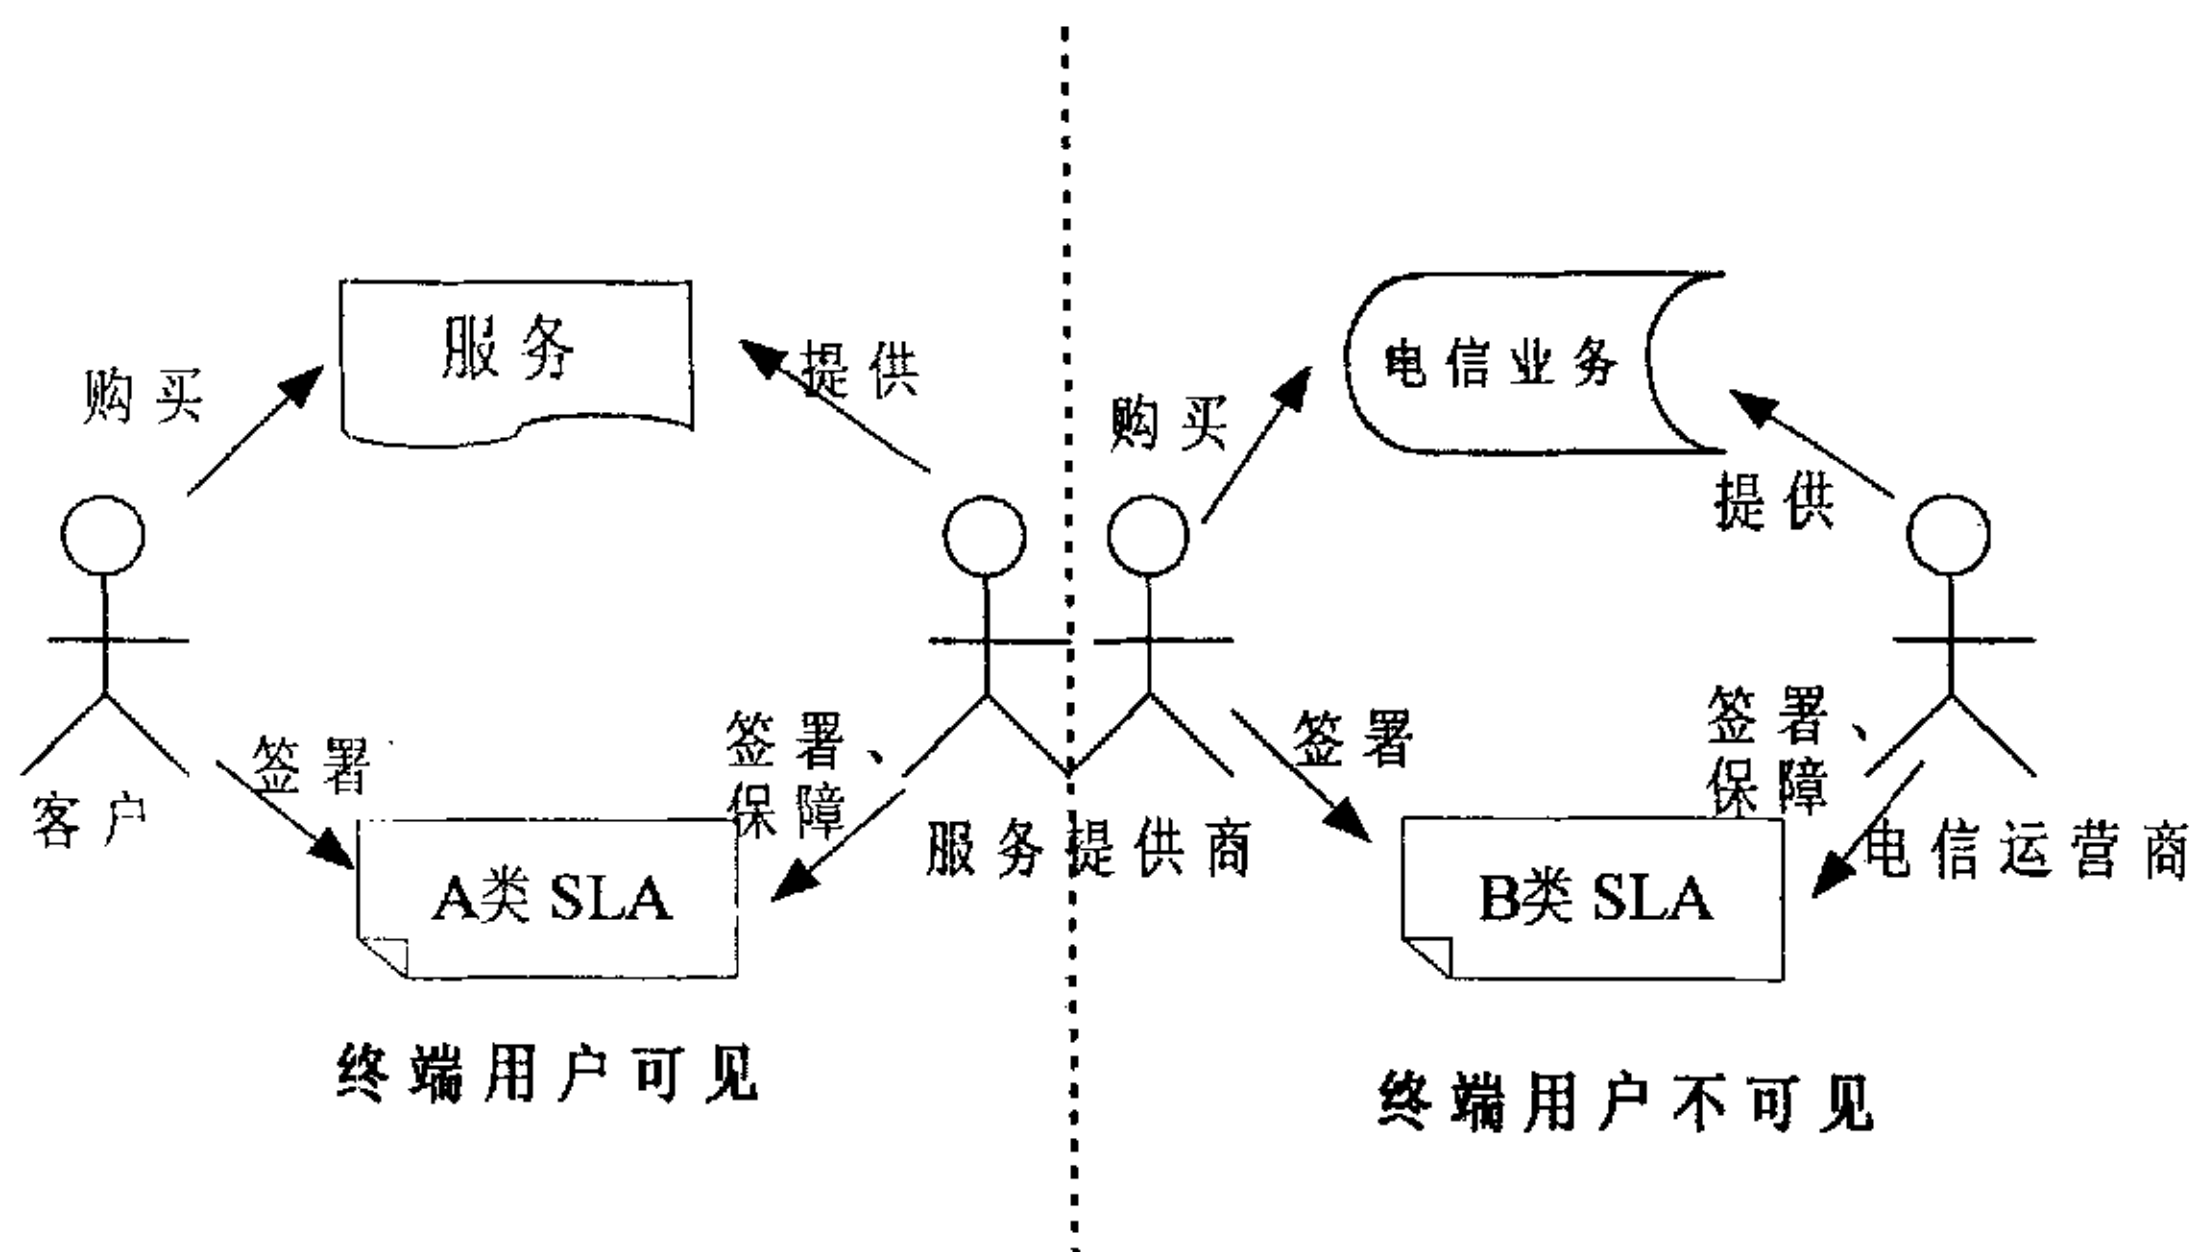 服务
电信业务
购买
提供
购买
提供
签署
签署、
保障
签署
签署、
保障
客户
服务提供商
电信运营商
A类 SLA
B类 SLA
终端用户可见
终端用户不可见